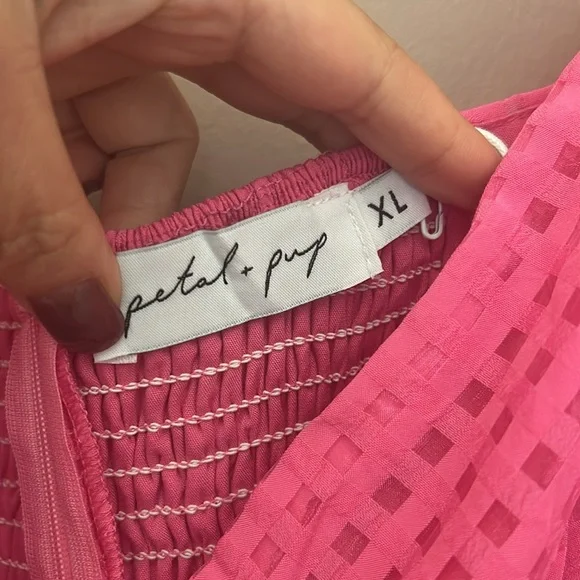 petal + pup
XL